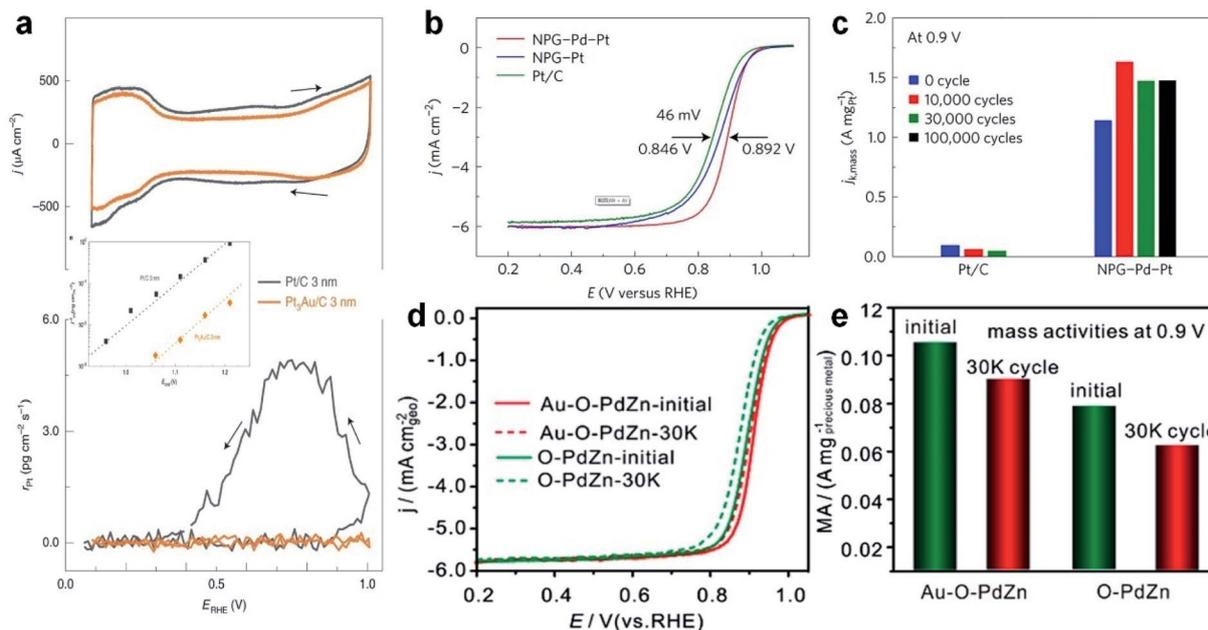 a
500
0
−500
j (μA cm−2)
Pt/C 3 nm
Pt3Au/C 3 nm
Pt/C 3 nm
Pt3Au/C 3 nm
1.0
1.1
1.2
6.0
3.0
0.0
rPt (pg cm−2 s−1)
0.0
0.5
1.0
ERHE (V)
b
NPG−Pd−Pt
NPG−Pt
Pt/C
46 mV
0.846 V
0.892 V
0
−2
−4
−6
j (mA cm−2)
0.2
0.4
0.6
0.8
1.0
E (V versus RHE)
c
At 0.9 V
0 cycle
10,000 cycles
30,000 cycles
100,000 cycles
2.0
1.5
1.0
0.5
0.0
jk,mass (A mg−1Pt)
Pt/C
NPG−Pd−Pt
d
0.0
-1.0
-2.0
-3.0
-4.0
-5.0
-6.0
j / (mA cm-2geo)
Au-O-PdZn-initial
Au-O-PdZn-30K
O-PdZn-initial
O-PdZn-30K
0.2
0.4
0.6
0.8
1.0
E / V(vs.RHE)
e
0.12
0.10
0.08
0.06
0.04
0.02
MA / (A mg-1precious metal)
mass activities at 0.9 V
initial
30K cycle
initial
30K cycle
Au-O-PdZn
O-PdZn